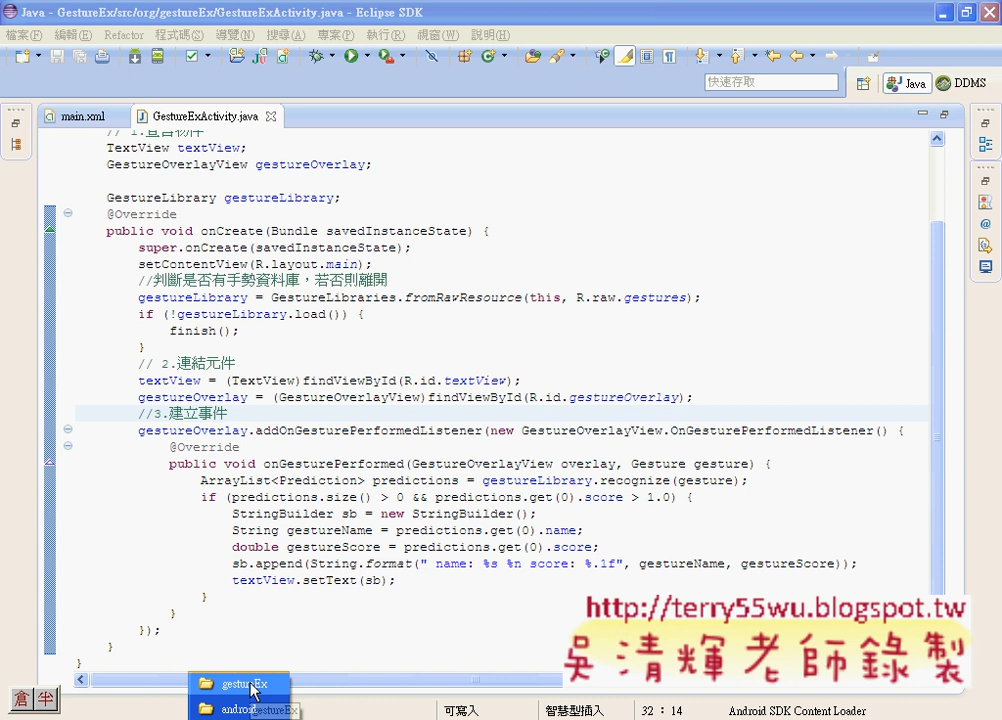 Java - GestureEx/src/org/gestureEx/GestureExActivity.java - Eclipse SDK
檔案(F) 編輯(E) Refactor 程式碼(S) 導覽(N) 搜尋(A) 專案(P) 執行(R) 視窗(W) 說明(H)
快速存取 Java DDMS
main.xml GestureExActivity.java
// 1.宣告物件
TextView textView;
GestureOverlayView gestureOverlay;
GestureLibrary gestureLibrary;
@Override
public void onCreate(Bundle savedInstanceState) {
super.onCreate(savedInstanceState);
setContentView(R.layout.main);
//判斷是否有手勢資料庫，若否則離開
gestureLibrary = GestureLibraries.fromRawResource(this, R.raw.gestures);
if (!gestureLibrary.load()) {
finish();
}
// 2.連結元件
textView = (TextView)findViewById(R.id.textView);
gestureOverlay = (GestureOverlayView)findViewById(R.id.gestureOverlay);
//3.建立事件
gestureOverlay.addOnGesturePerformedListener(new GestureOverlayView.OnGesturePerformedListener() {
@Override
public void onGesturePerformed(GestureOverlayView overlay, Gesture gesture) {
ArrayList<Prediction> predictions = gestureLibrary.recognize(gesture);
if (predictions.size() > 0 && predictions.get(0).score > 1.0) {
StringBuilder sb = new StringBuilder();
String gestureName = predictions.get(0).name;
double gestureScore = predictions.get(0).score;
sb.append(String.format(" name: %s %n score: %.1f", gestureName, gestureScore));
textView.setText(sb);
}
}
});
}
}
http://terry55wu.blogspot.tw
吳清輝老師錄製
gestureEx
android
gestureEx
倉 半
可寫入 智慧型插入 32 : 14 Android SDK Content Loader